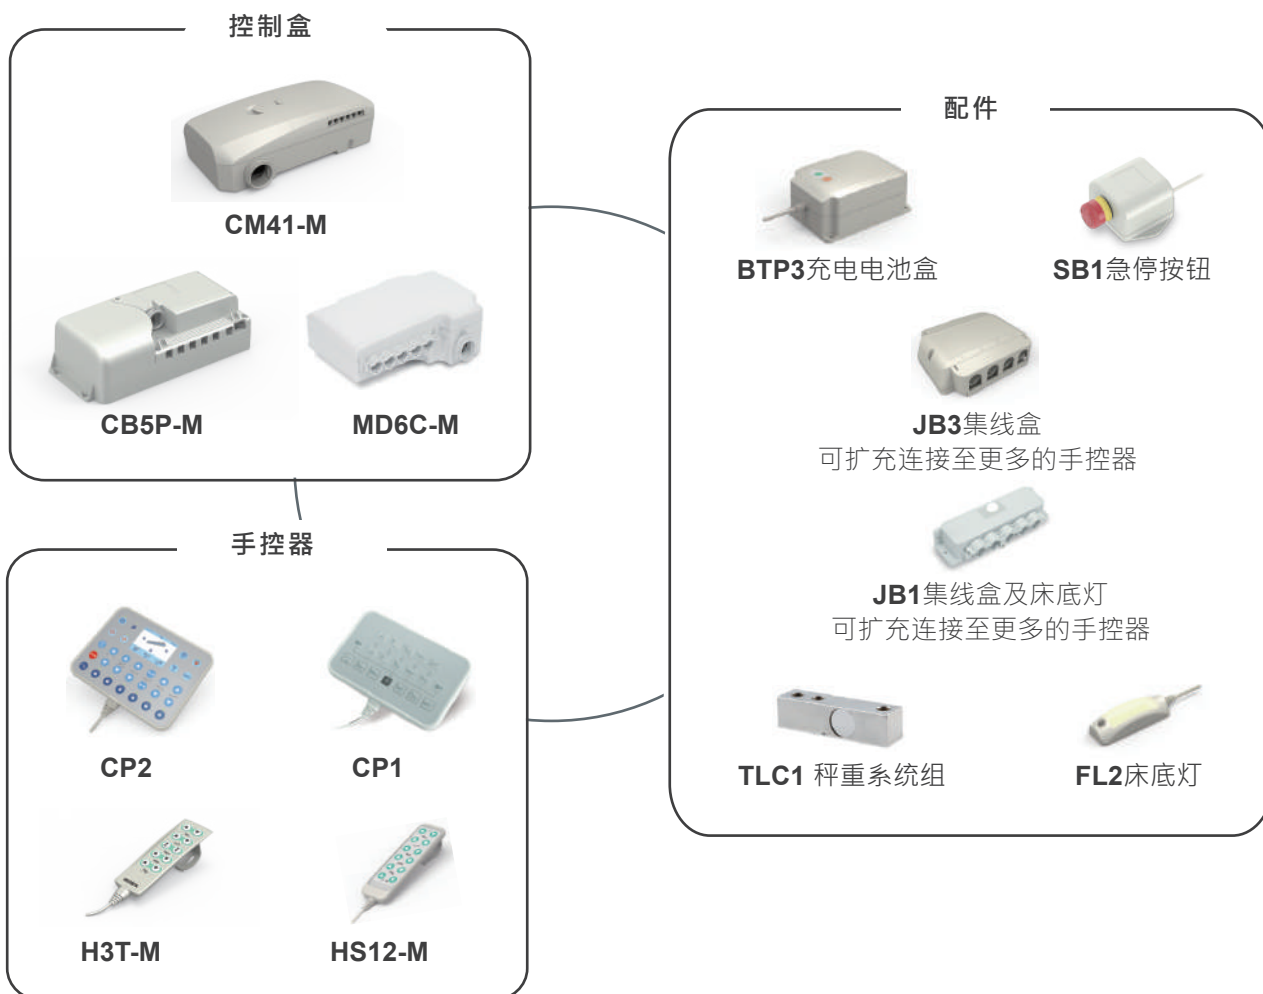 控制盒
CM41-M
CB5P-M
MD6C-M
手控器
CP2
CP1
H3T-M
HS12-M
配件
BTP3充电电池盒
SB1急停按钮
JB3集线盒
可扩充连接至更多的手控器
JB1集线盒及床底灯
可扩充连接至更多的手控器
TLC1 秤重系统组
FL2床底灯